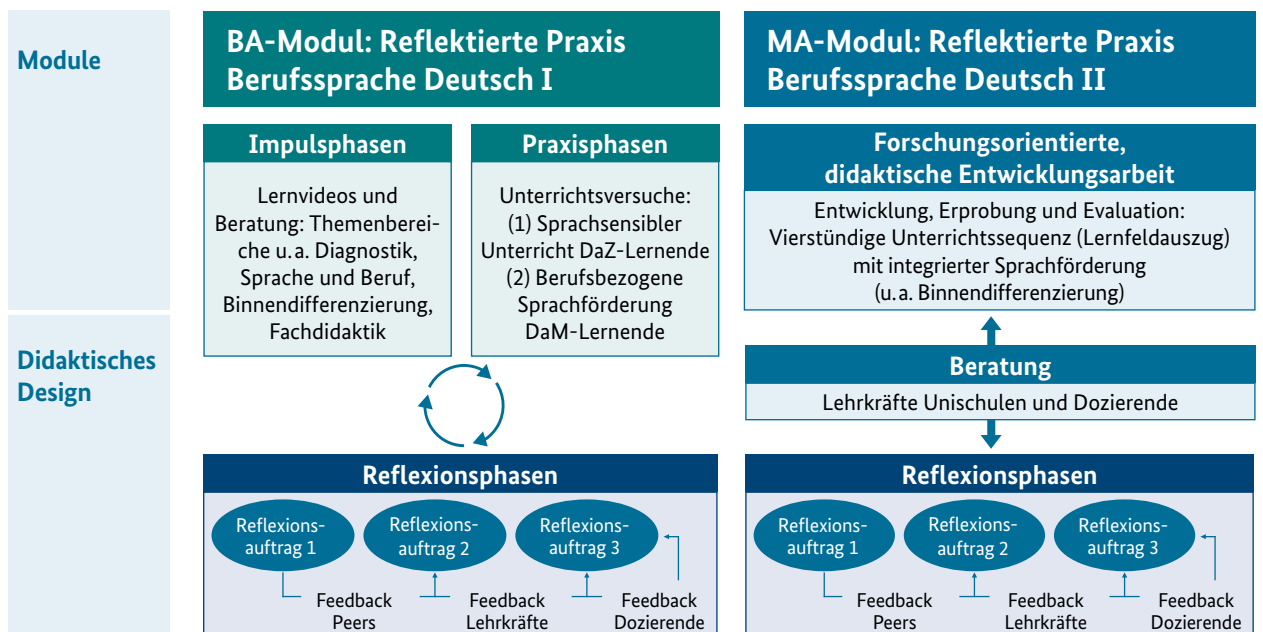 Module
BA-Modul: Reflektierte Praxis
Berufssprache Deutsch I
MA-Modul: Reflektierte Praxis
Berufssprache Deutsch II
Impulsphasen
Lernvideos und
Beratung: Themenberei-
che u. a. Diagnostik,
Sprache und Beruf,
Binnendifferenzierung,
Fachdidaktik
Praxisphasen
Unterrichtsversuche:
(1) Sprachsensibler
Unterricht DaZ-Lernende
(2) Berufsbezogene
Sprachförderung
DaM-Lernende
Forschungsorientierte,
didaktische Entwicklungsarbeit
Entwicklung, Erprobung und Evaluation:
Vierstündige Unterrichtssequenz (Lernfeldauszug)
mit integrierter Sprachförderung
(u. a. Binnendifferenzierung)
Didaktisches
Design
Beratung
Lehrkräfte Unischulen und Dozierende
Reflexionsphasen
Reflexions-
auftrag 1
Reflexions-
auftrag 2
Reflexions-
auftrag 3
Feedback
Peers
Feedback
Lehrkräfte
Feedback
Dozierende
Reflexionsphasen
Reflexions-
auftrag 1
Reflexions-
auftrag 2
Reflexions-
auftrag 3
Feedback
Peers
Feedback
Lehrkräfte
Feedback
Dozierende